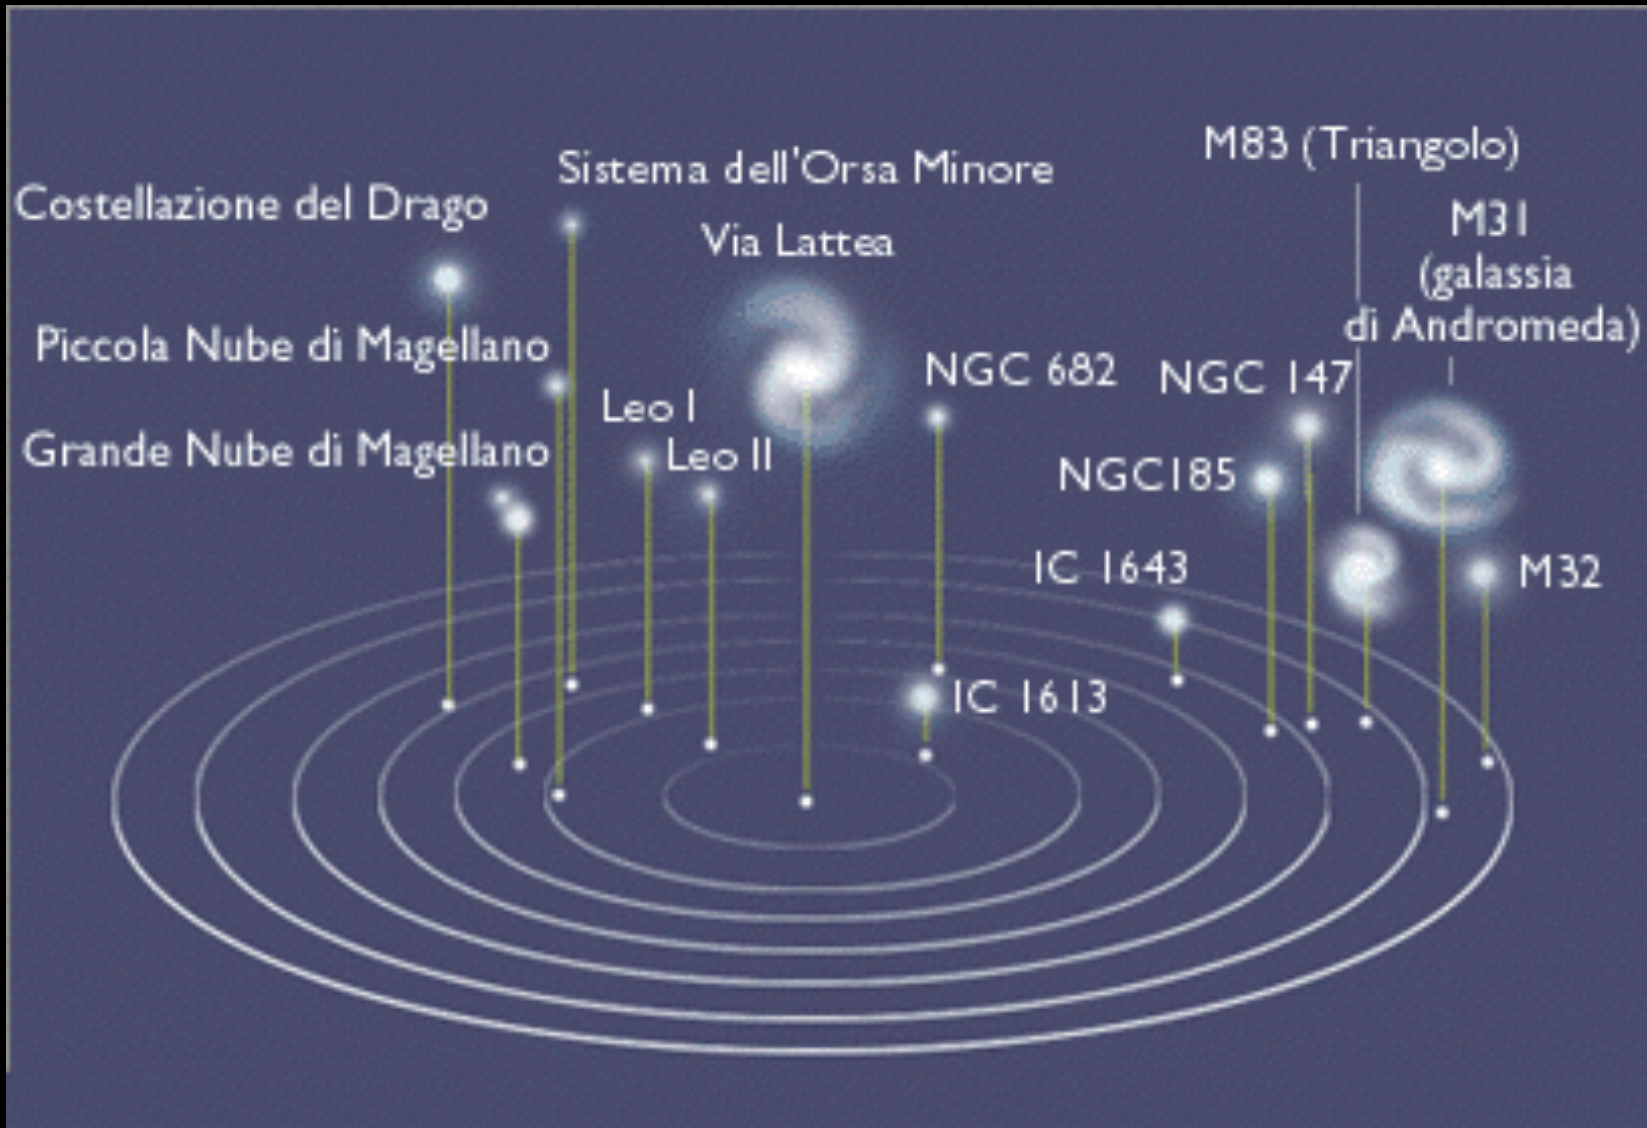 M83 (Triangolo)
Sistema dell'Orsa Minore
Costellazione del Drago
M31
(galassia
di Andromeda)
Via Lattea
Piccola Nube di Magellano
NGC 682
NGC 147
Leo I
Leo II
Grande Nube di Magellano
NGC185
IC 1643
M32
IC 1613